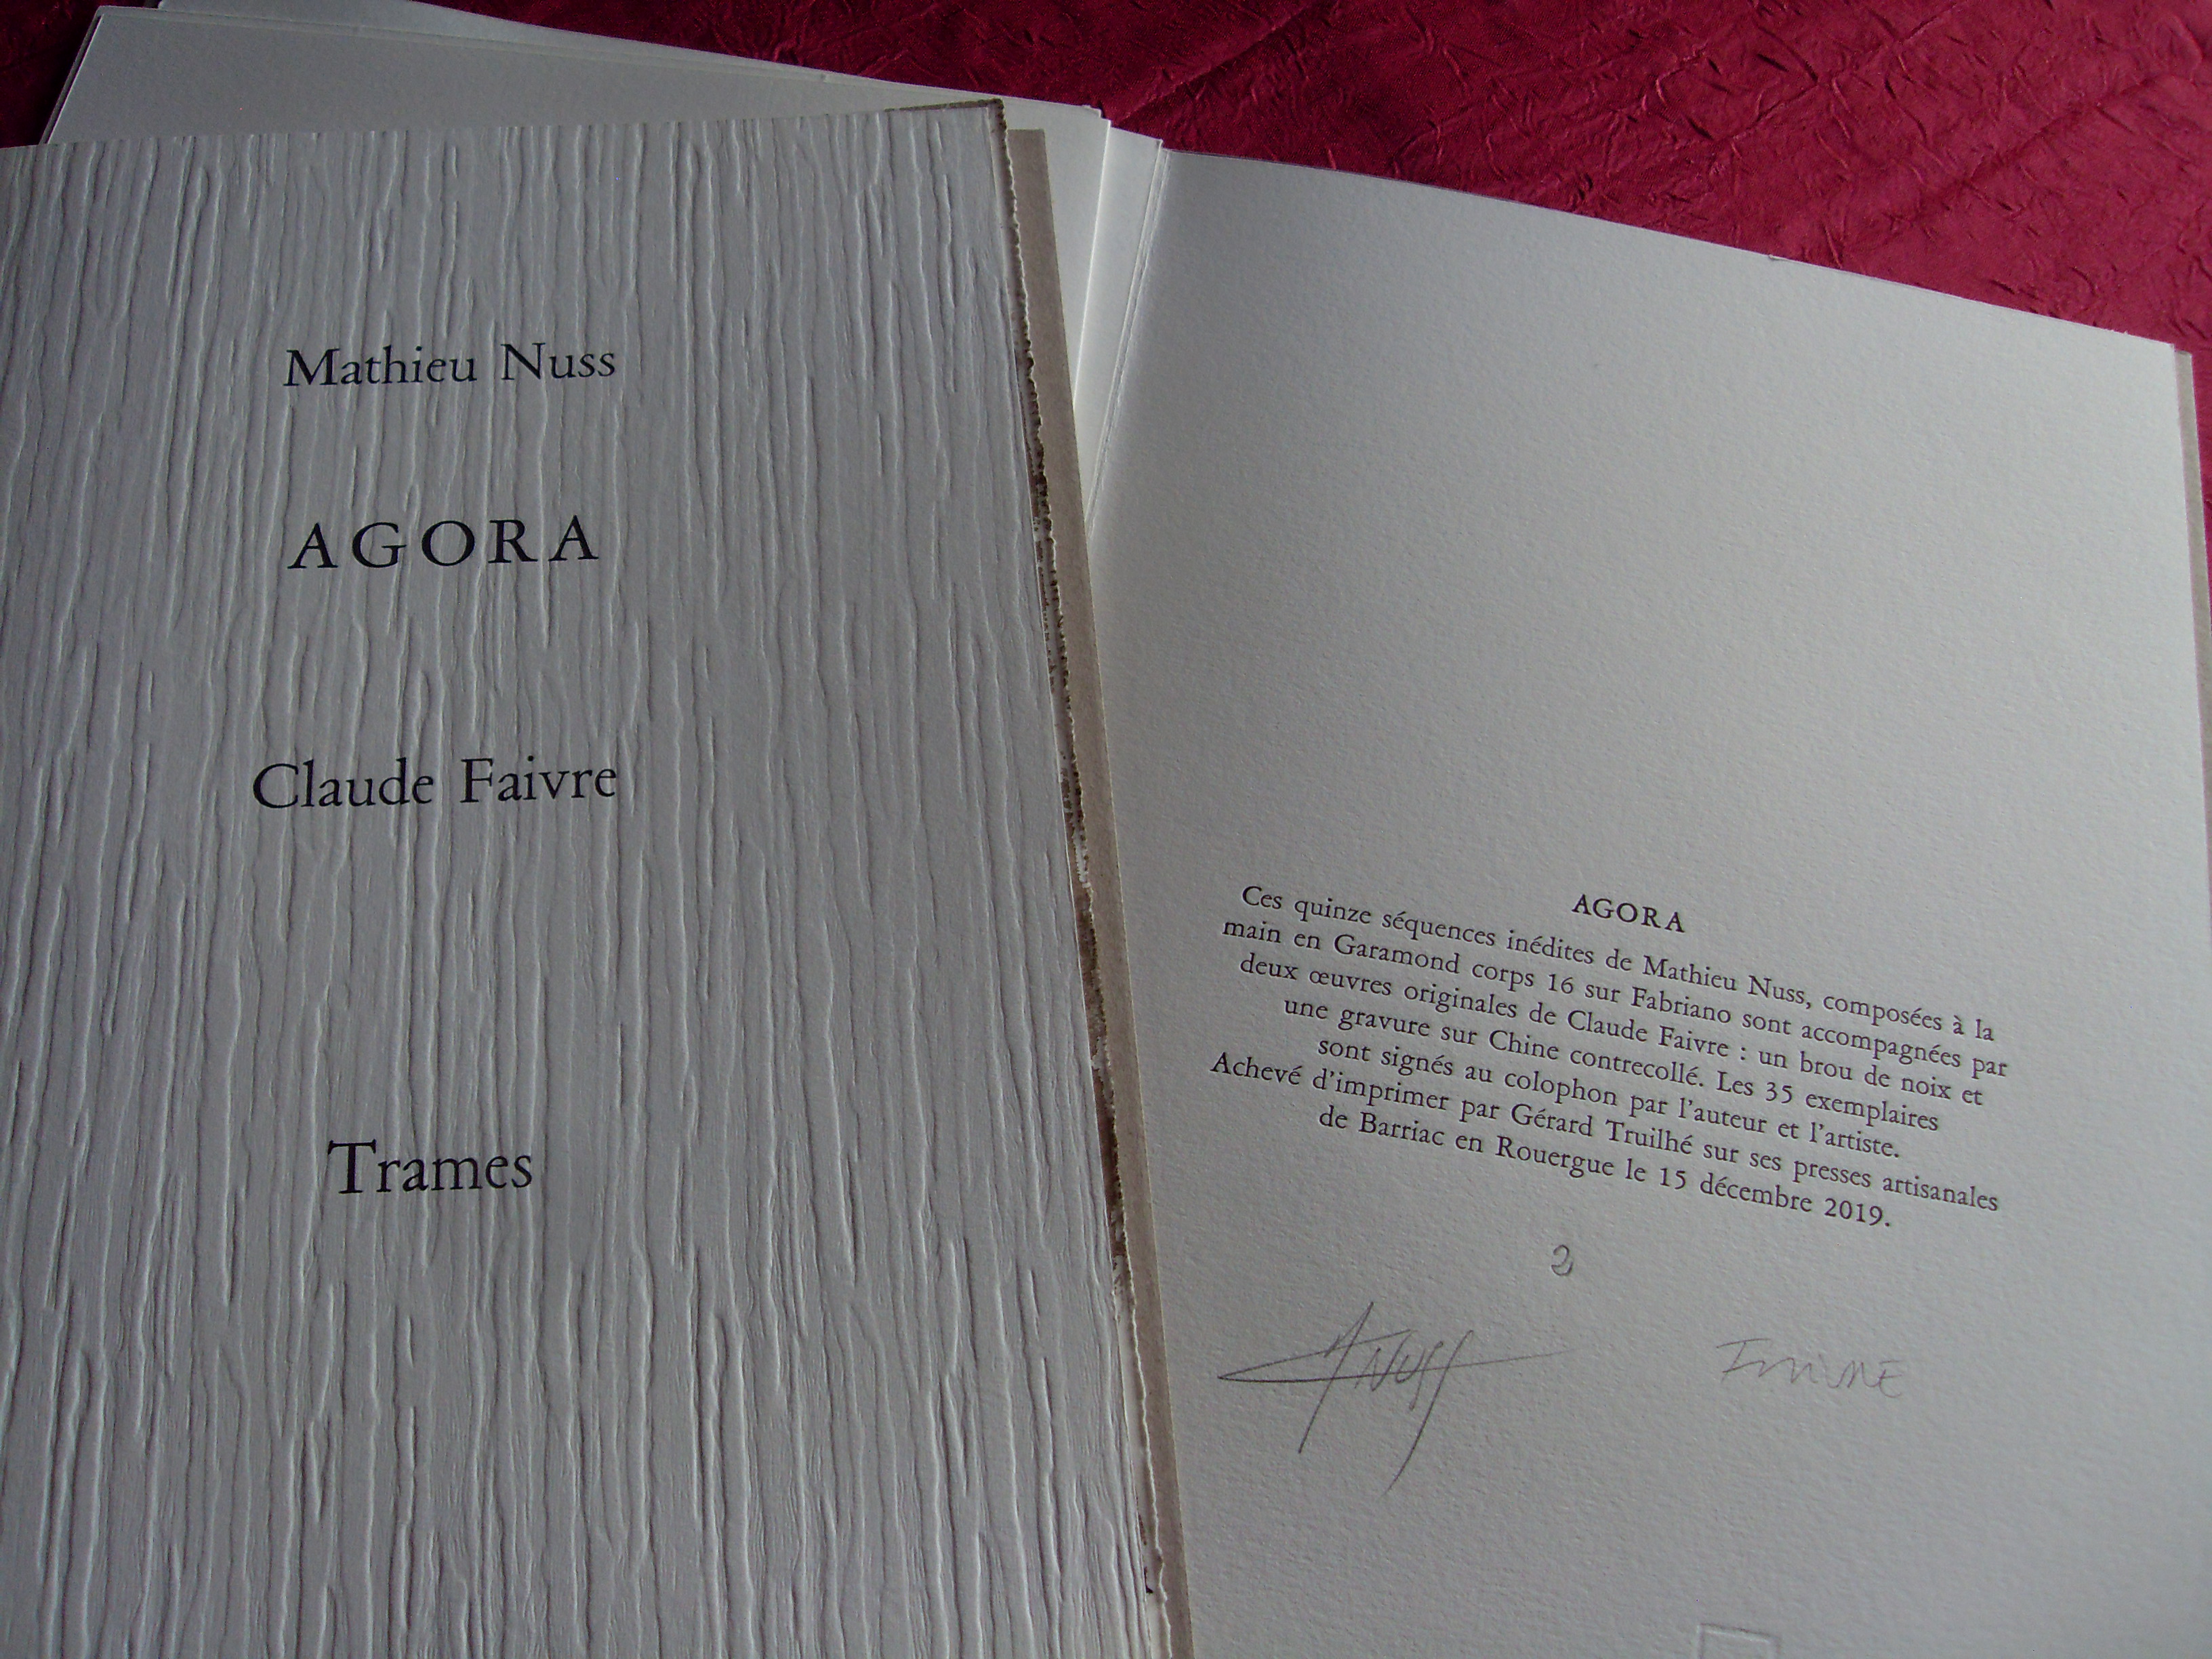 Mathieu Nuss
AGORA
Claude Faivre
Trames
AGORA
Ces quinze séquences inédites de Mathieu Nuss, composées à la
main en Garamond corps 16 sur Fabriano sont accompagnées par
deux œuvres originales de Claude Faivre : un brou de noix et
une gravure sur Chine contrecollé. Les 35 exemplaires
sont signés au colophon par l'auteur et l'artiste.
Achevé d'imprimer par Gérard Truilhé sur ses presses artisanales
de Barriac en Rouergue le 15 décembre 2019.
2
NUSS